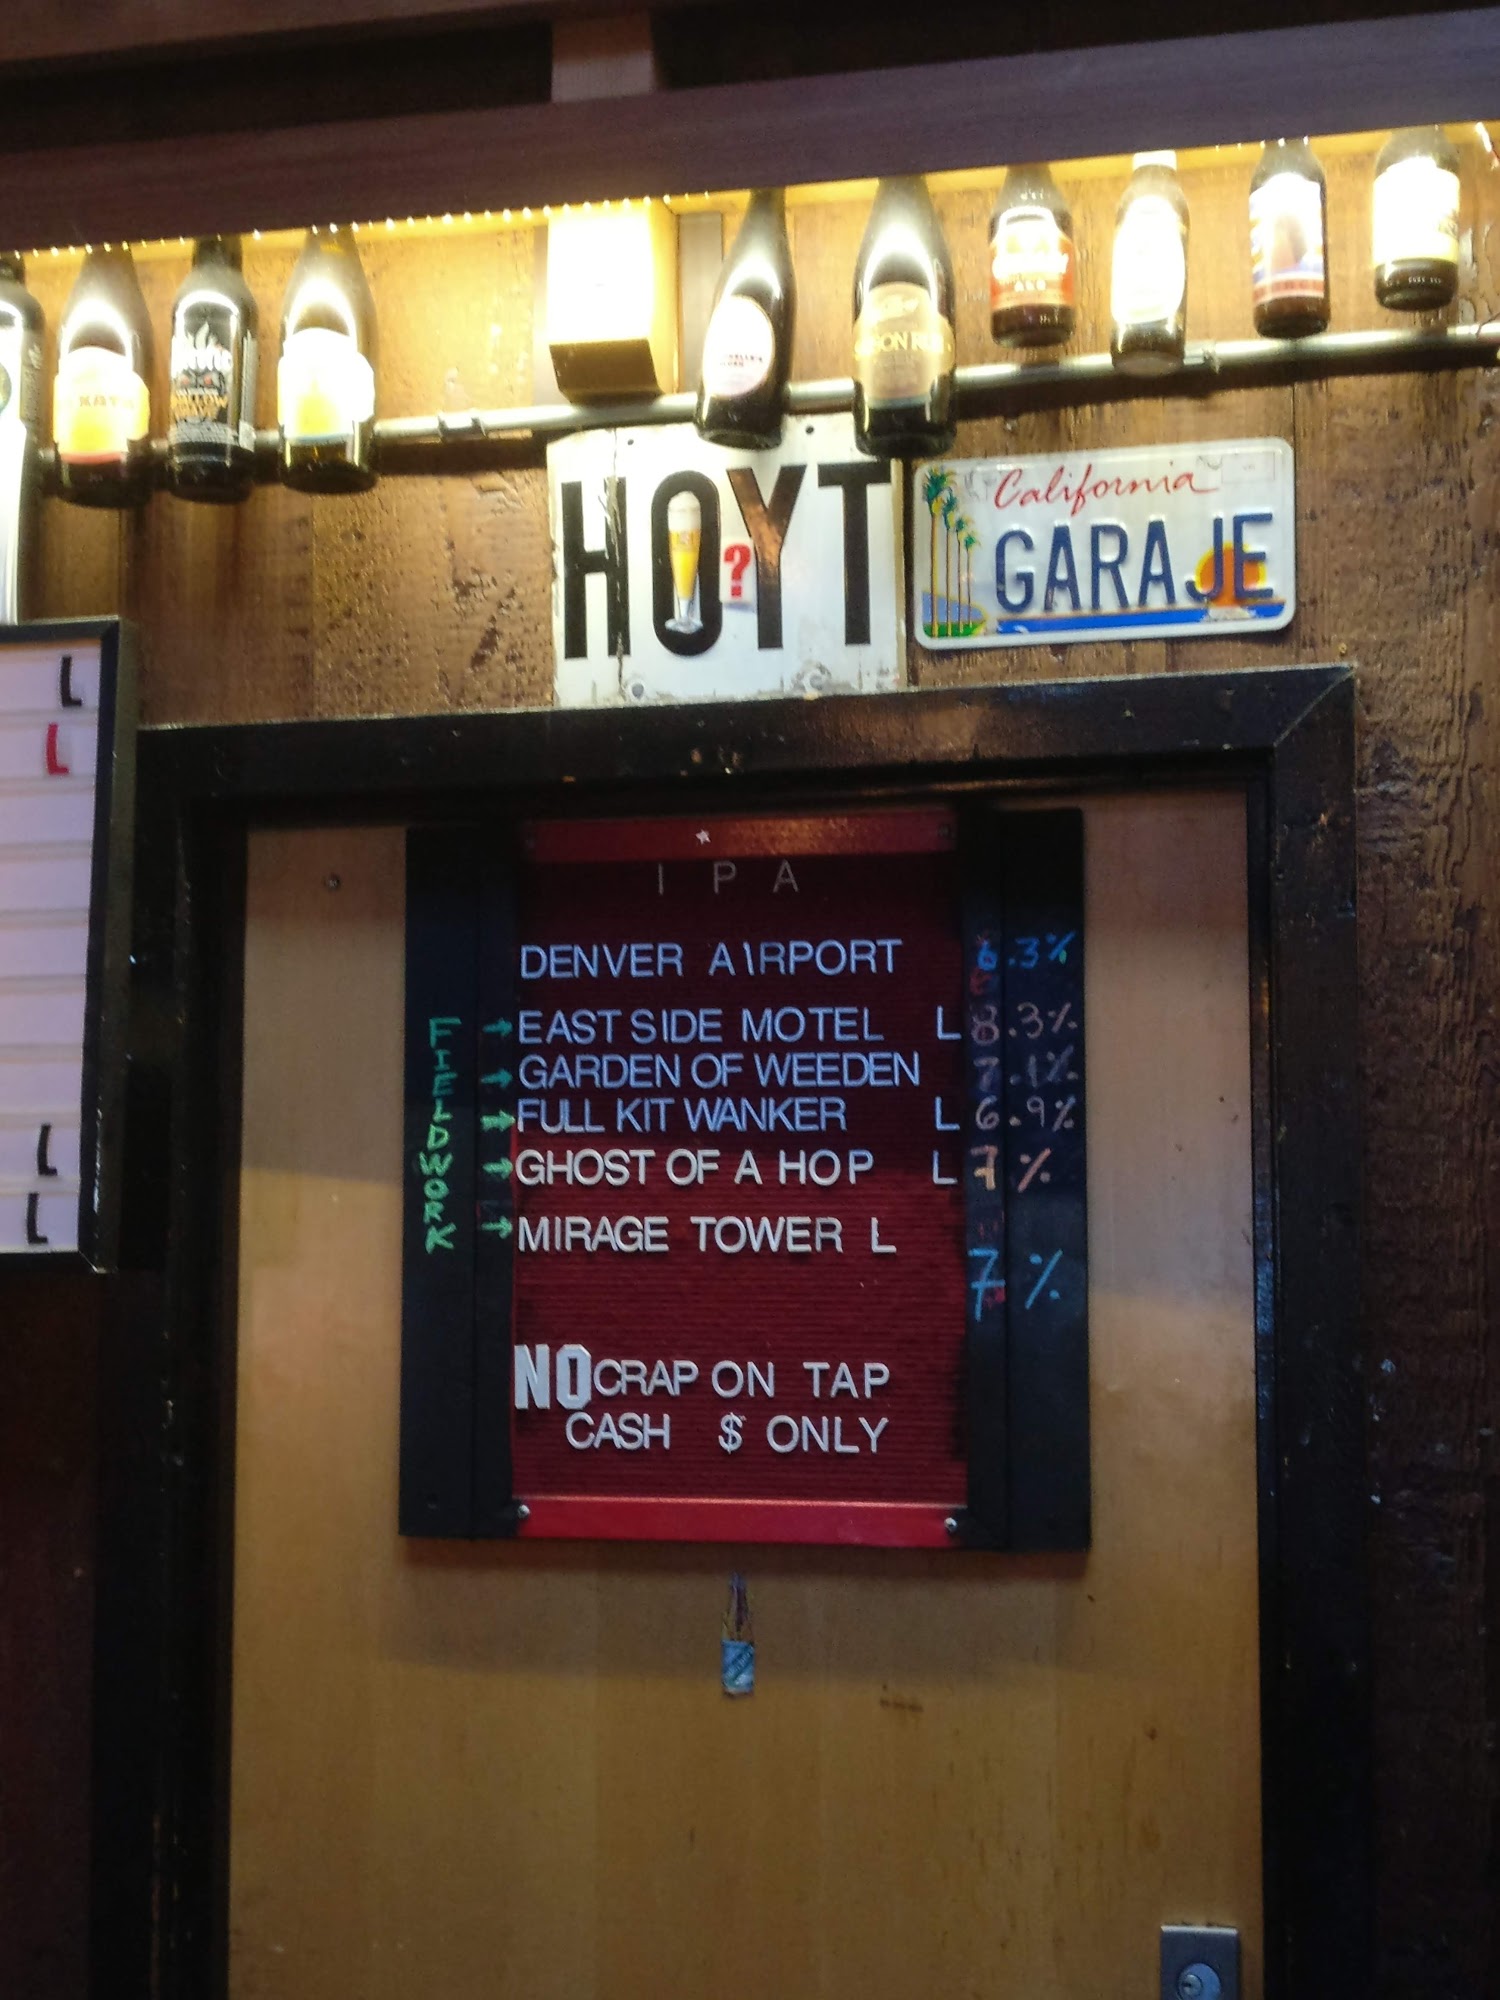 HOYT
?
California
GARAJE
L
L
L
L
IPA
DENVER AIRPORT 6.3%
FIELDWORK
EAST SIDE MOTEL L 8.3%
GARDEN OF WEEDEN 7.1%
FULL KIT WANKER L 6.9%
GHOST OF A HOP L 7%
MIRAGE TOWER L 7%
NO CRAP ON TAP
CASH $ ONLY